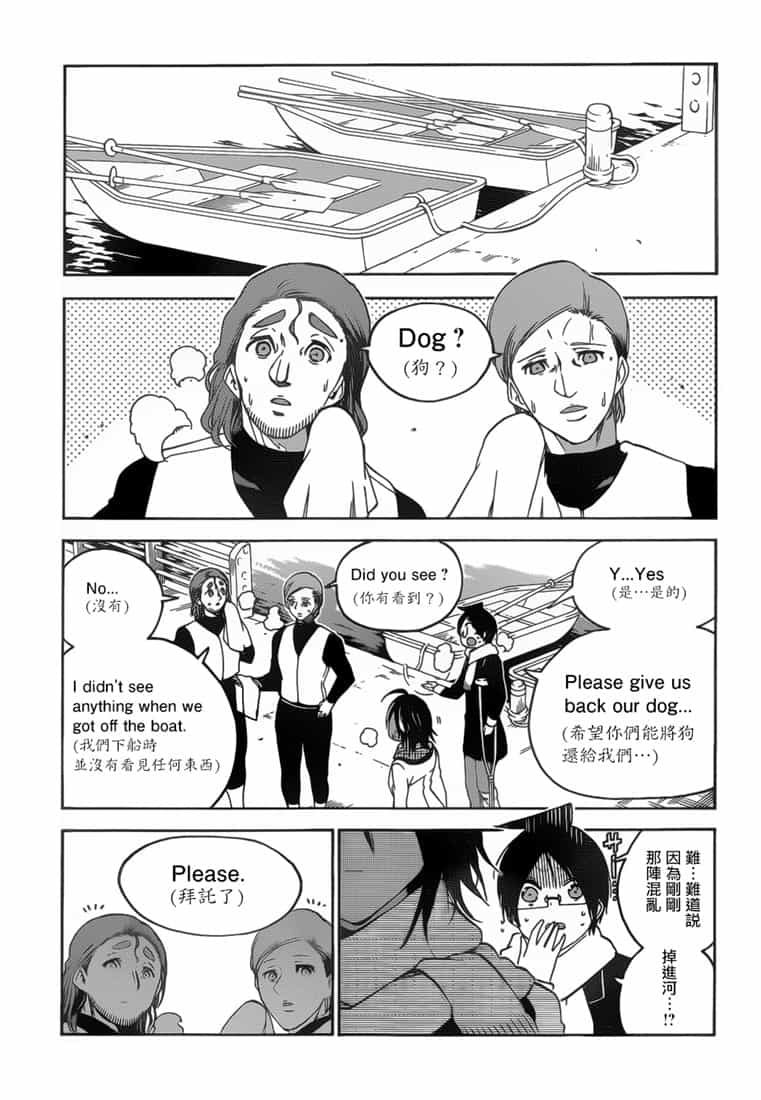 Dog ?
(狗？)
Y...Yes
(是…是的)
Please give us
back our dog...
(希望你們能將狗
還給我們…)
Did you see ?
(你有看到？)
No...
(沒有)
I didn't see
anything when we
got off the boat.
(我們下船時
並沒有看見任何東西)
難…難道說
因為剛剛
那陣混亂
掉進河…!?
サーー
Please.
(拜託了)